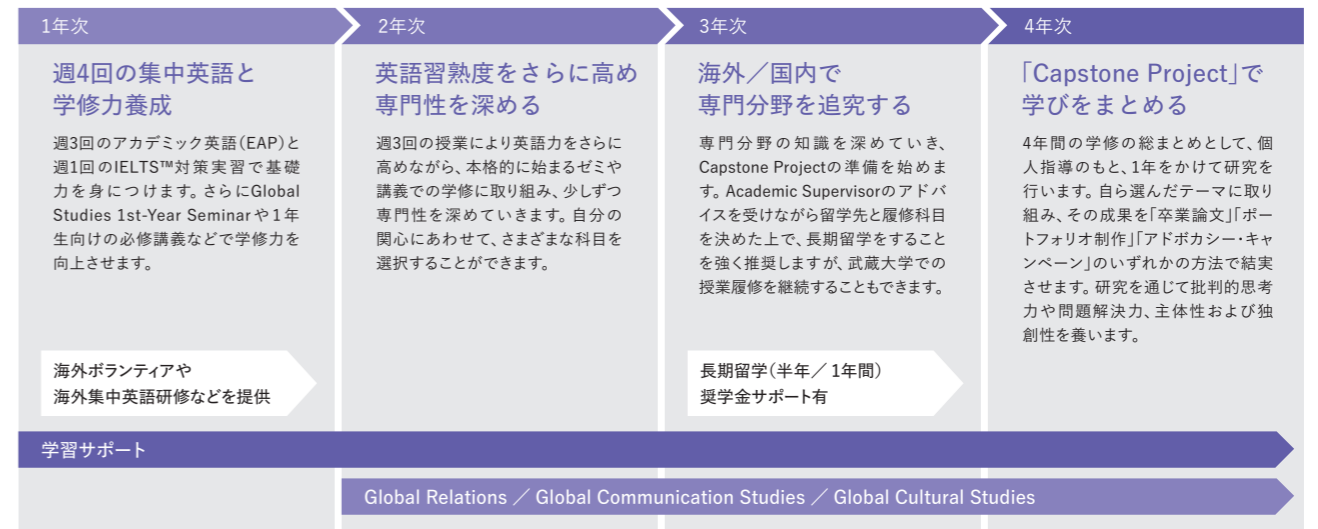 1年次
週4回の集中英語と
学修力養成
週3回のアカデミック英語(EAP)と
週1回のIELTS™対策実習で基礎
力を身につけます。さらにGlobal
Studies 1st-Year Seminarや1年
生向けの必修講義などで学修力を
向上させます。
海外ボランティアや
海外集中英語研修などを提供
2年次
英語習熟度をさらに高め
専門性を深める
週3回の授業により英語力をさらに
高めながら、本格的に始まるゼミや
講義での学修に取り組み、少しずつ
専門性を深めていきます。自分の
関心にあわせて、さまざまな科目を
選択することができます。
3年次
海外／国内で
専門分野を追究する
専門分野の知識を深めていき、
Capstone Projectの準備を始めま
す。Academic Supervisorのアドバ
イスを受けながら留学先と履修科目
を決めた上で、長期留学をすること
を強く推奨しますが、武蔵大学での
授業履修を継続することもできます。
長期留学(半年／1年間)
奨学金サポート有
4年次
「Capstone Project」で
学びをまとめる
4年間の学修の総まとめとして、個
人指導のもと、1年をかけて研究を
行います。自ら選んだテーマに取り
組み、その成果を「卒業論文」「ポー
トフォリオ制作」「アドボカシー・キャ
ンペーン」のいずれかの方法で結実
させます。研究を通じて批判的思考
力や問題解決力、主体性および独
創性を養います。
学習サポート
Global Relations ／ Global Communication Studies ／ Global Cultural Studies